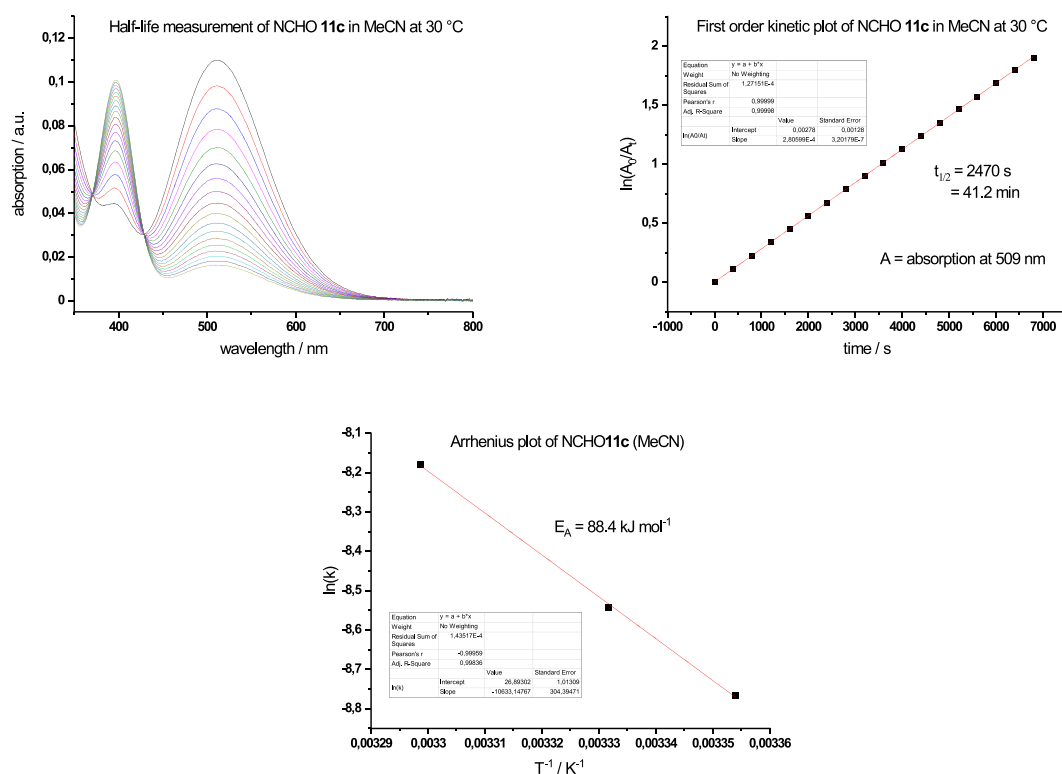 Half-life measurement of NCHO 11c in MeCN at 30 °C
0,12
0,1
0,08
0,06
0,04
0,02
0
absorption / a.u.
400
500
600
700
800
wavelength / nm
First order kinetic plot of NCHO 11c in MeCN at 30 °C
2
1,5
1
0,5
0
ln(A0/At)
Equation y = a + b*x
Weight No Weighting
Residual Sum of Squares 1,27151E-4
Pearson's r 0,99999
Adj. R-Square 0,99998
Value Standard Error
ln(A0/At) Intercept 0,00278 0,00128
Slope 2,80599E-4 3,20179E-7
t1/2 = 2470 s
= 41.2 min
A = absorption at 509 nm
-1000 0 1000 2000 3000 4000 5000 6000 7000
time / s
Arrhenius plot of NCHO11c (MeCN)
-8,1
-8,2
-8,3
-8,4
-8,5
-8,6
-8,7
-8,8
ln(k)
EA = 88.4 kJ mol-1
Equation y = a + b*x
Weight No Weighting
Residual Sum of Squares 1,43517E-4
Pearson's r -0,99959
Adj. R-Square 0,99836
Value Standard Error
ln(k) Intercept 26,89302 1,01309
Slope -10633,14767 304,39471
0,00329 0,0033 0,00331 0,00332 0,00333 0,00334 0,00335 0,00336
T-1 / K-1